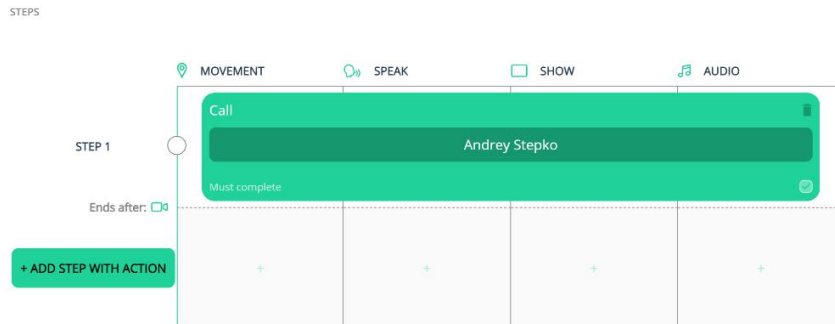 STEPS
MOVEMENT SPEAK SHOW AUDIO
Call
STEP 1
Andrey Stepko
Must complete
Ends after:
+ ADD STEP WITH ACTION + + + +